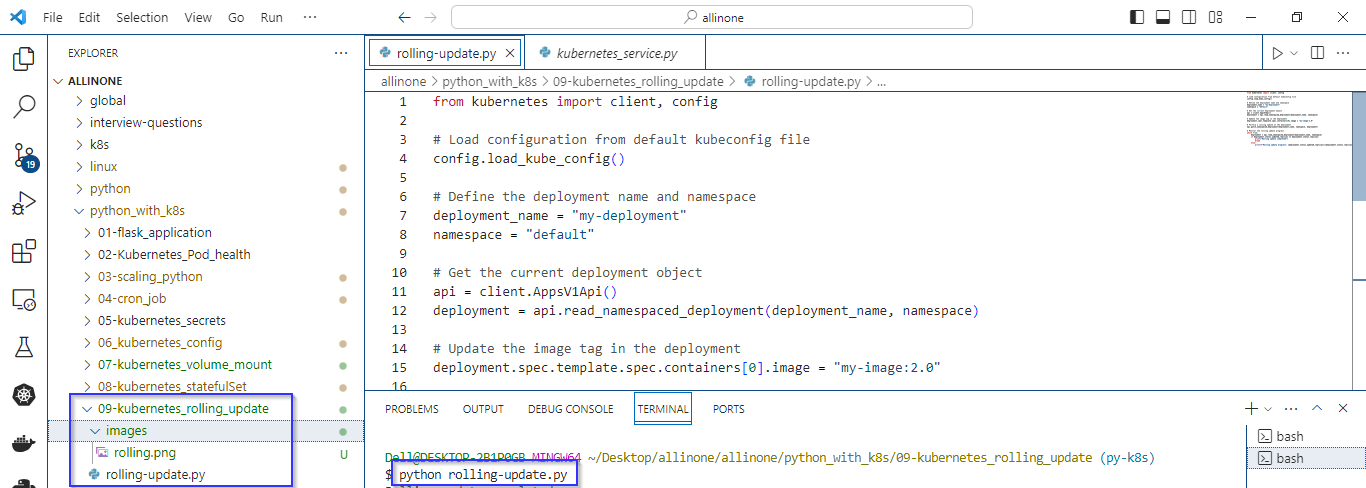 File Edit Selection View Go Run ···
allinone
EXPLORER ···
ALLINONE
global
interview-questions
k8s
linux
python
python_with_k8s
01-flask_application
02-Kubernetes_Pod_health
03-scaling_python
04-cron_job
05-kubernetes_secrets
06_kubernetes_config
07-kubernetes_volume_mount
08-kubernetes_statefulSet
09-kubernetes_rolling_update
images
rolling.png U
rolling-update.py
19
rolling-update.py kubernetes_service.py
allinone > python_with_k8s > 09-kubernetes_rolling_update > rolling-update.py > ...
1 from kubernetes import client, config
2
3 # Load configuration from default kubeconfig file
4 config.load_kube_config()
5
6 # Define the deployment name and namespace
7 deployment_name = "my-deployment"
8 namespace = "default"
9
10 # Get the current deployment object
11 api = client.AppsV1Api()
12 deployment = api.read_namespaced_deployment(deployment_name, namespace)
13
14 # Update the image tag in the deployment
15 deployment.spec.template.spec.containers[0].image = "my-image:2.0"
16
PROBLEMS OUTPUT DEBUG CONSOLE TERMINAL PORTS
Dell@DESKTOP-2B1P0GB MINGW64 ~/Desktop/allinone/allinone/python_with_k8s/09-kubernetes_rolling_update (py-k8s)
$ python rolling-update.py
bash
bash